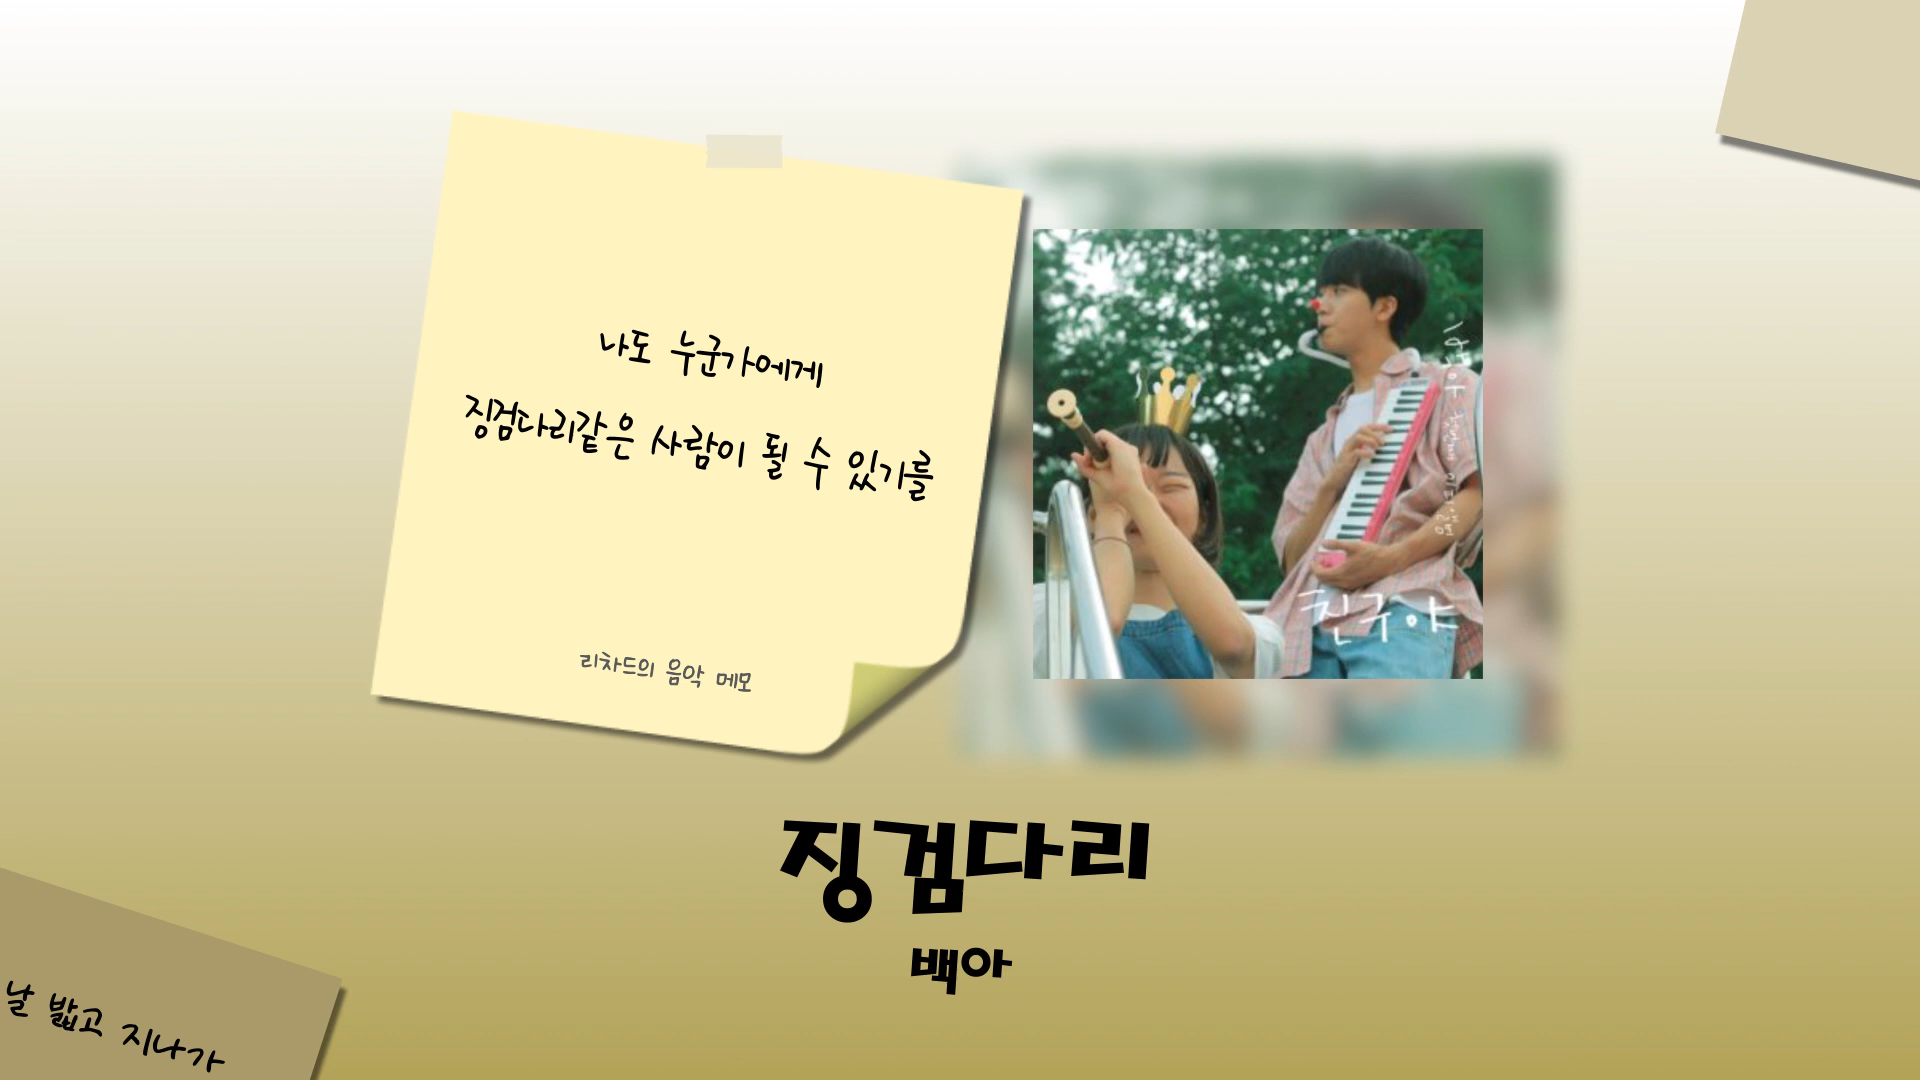 나도 누군가에게
징검다리같은 사람이 될 수 있기를
리차드의 음악 메모
친구야
징검다리
백아
날 밟고 지나가